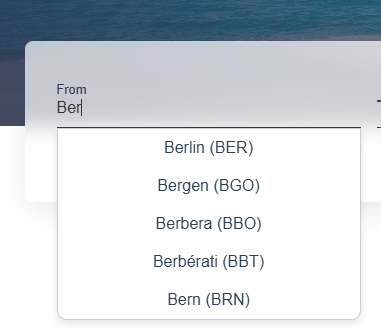 From
Ber
Berlin (BER)
Bergen (BGO)
Berbera (BBO)
Berbérati (BBT)
Bern (BRN)